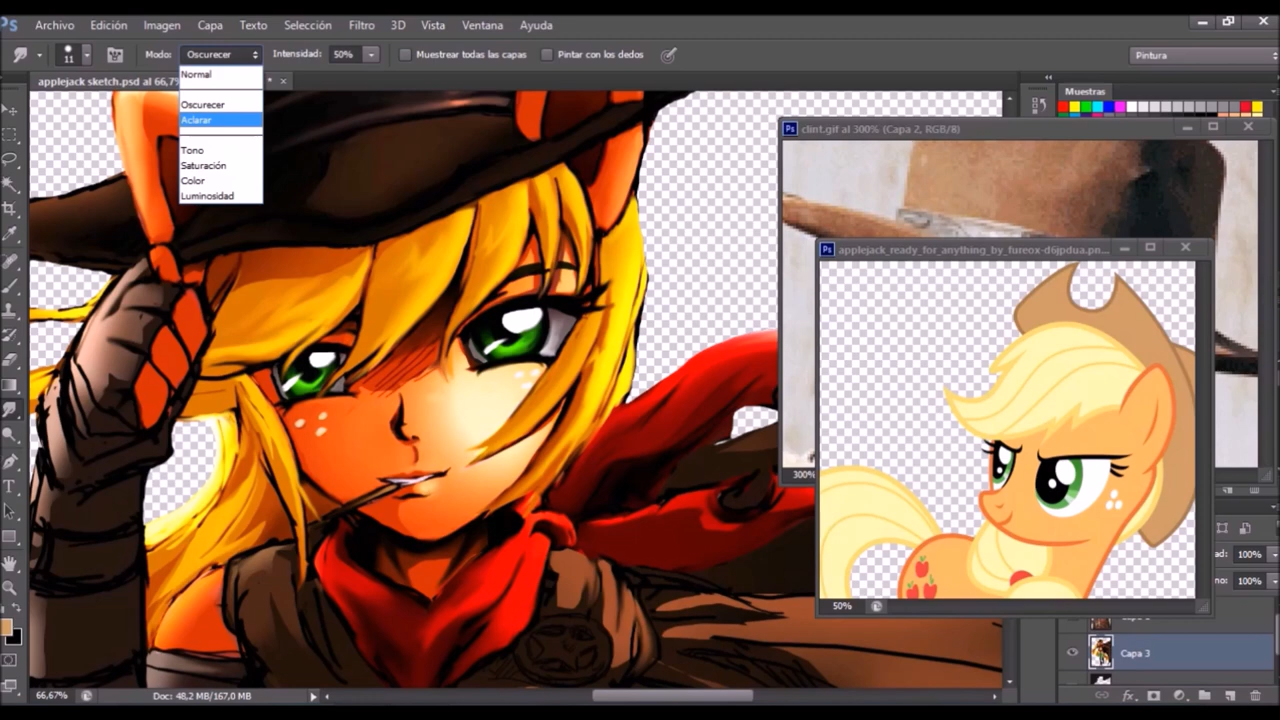 Ps Archivo Edición Imagen Capa Texto Selección Filtro 3D Vista Ventana Ayuda
11 Modo: Oscurecer Intensidad: 50% Muestrear todas las capas Pintar con los dedos Pintura
applejack sketch.psd al 66,7% * ×
Normal
Oscurecer
Aclarar
Tono
Saturación
Color
Luminosidad
Muestras
Ps clint.gif al 300% (Capa 2, RGB/8)
300%
Ps applejack_ready_for_anything_by_fureox-d6jpdua.pn...
50%
100%
100%
Capa 3
66,67% Doc: 48,2 MB/167,0 MB